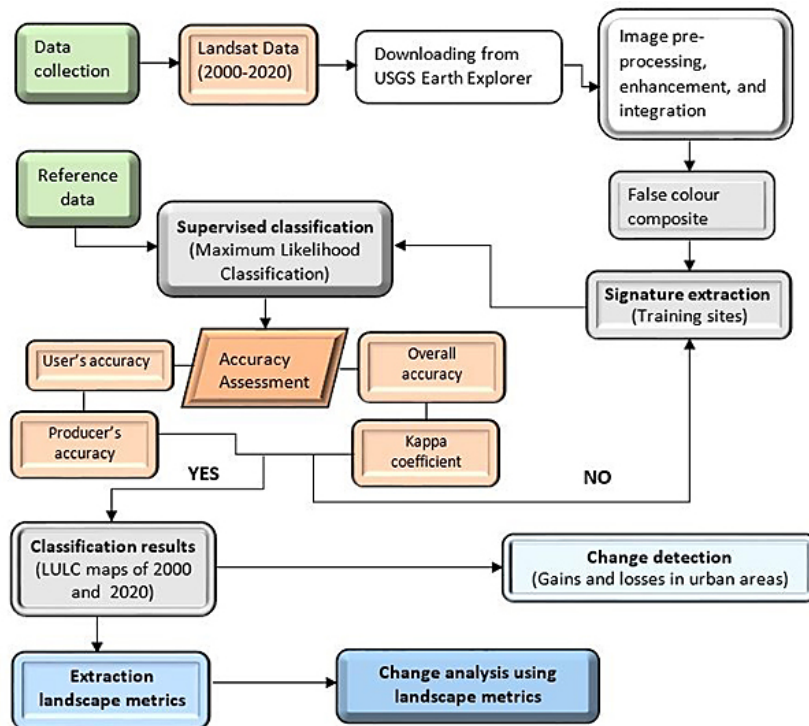 Data
collection
Landsat Data
(2000-2020)
Downloading from
USGS Earth Explorer
Image pre-
processing,
enhancement, and
integration
Reference
data
False colour
composite
Supervised classification
(Maximum Likelihood
Classification)
Signature extraction
(Training sites)
User's accuracy
Accuracy
Assessment
Overall
accuracy
Producer's
accuracy
Kappa
coefficient
YES
NO
Classification results
(LULC maps of 2000
and 2020)
Change detection
(Gains and losses in urban areas)
Extraction
landscape metrics
Change analysis using
landscape metrics